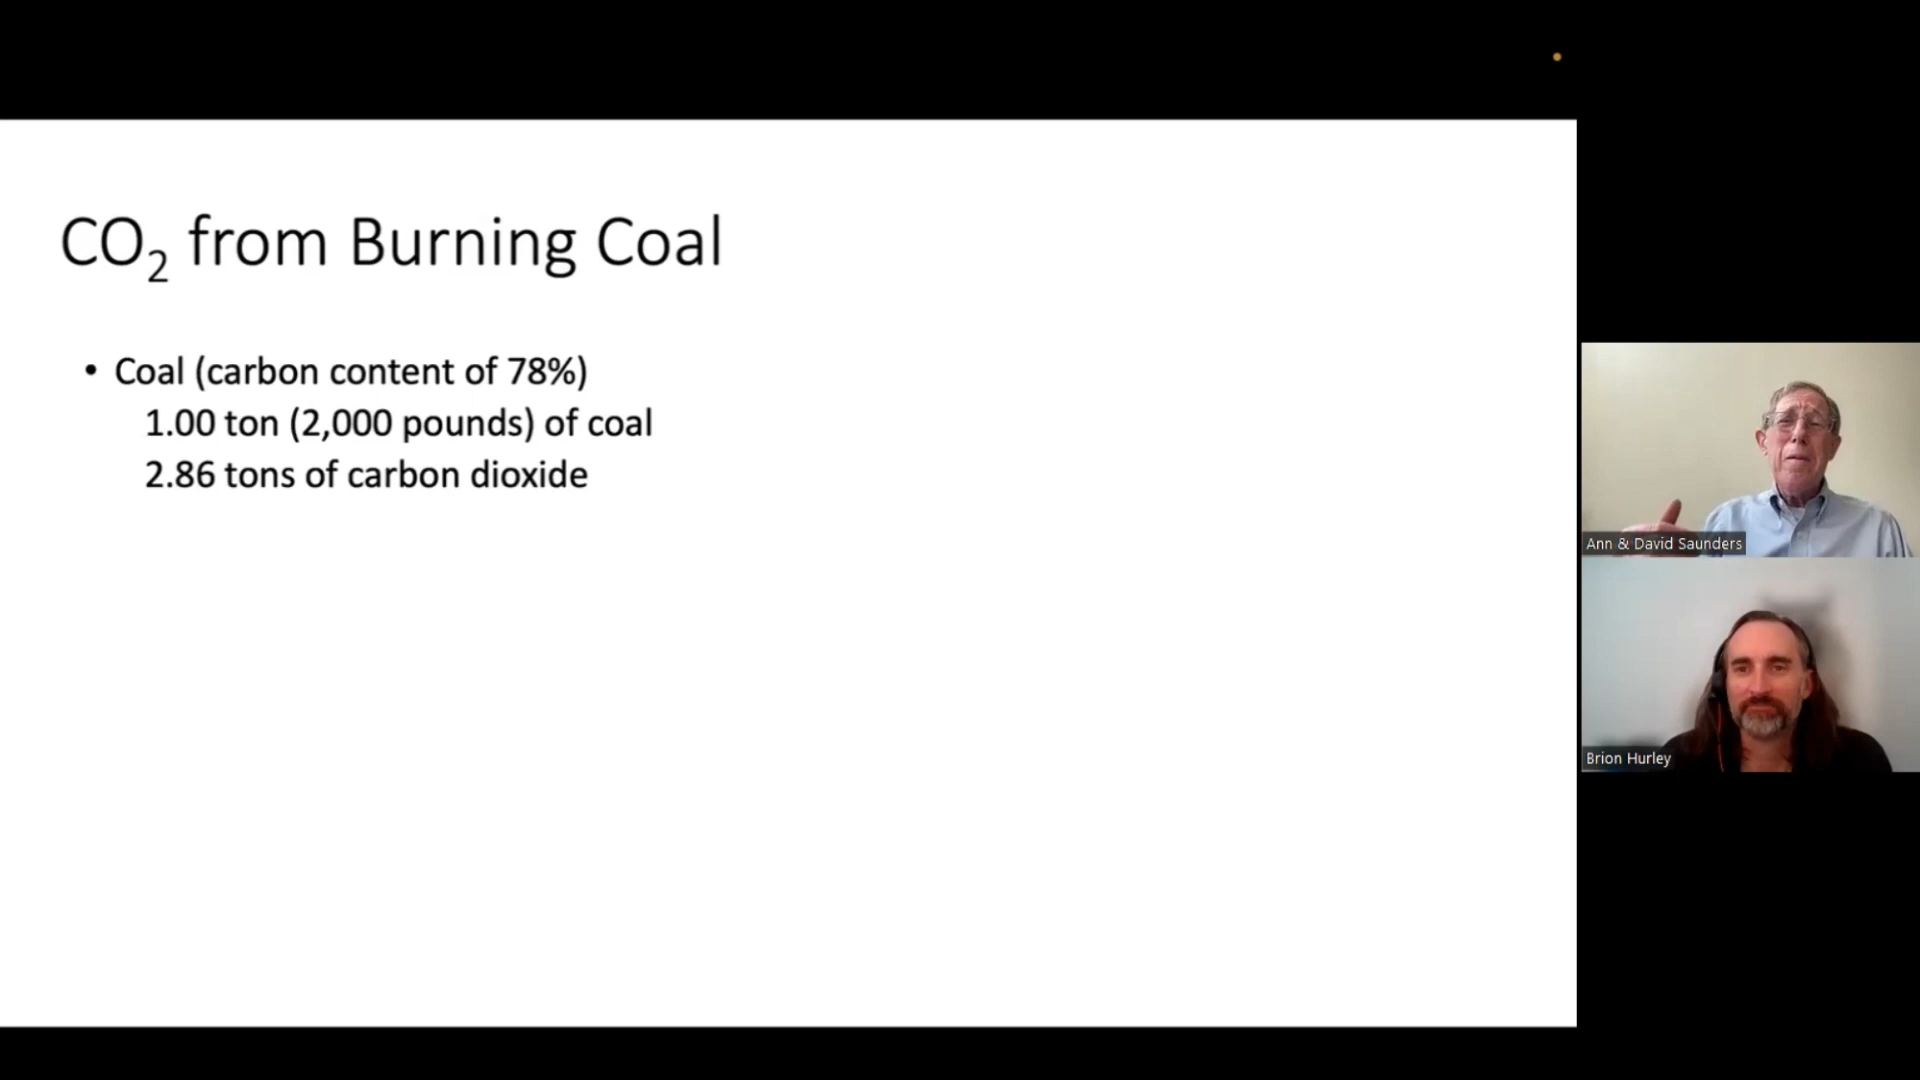 CO₂ from Burning Coal
• Coal (carbon content of 78%)
1.00 ton (2,000 pounds) of coal
2.86 tons of carbon dioxide
Ann & David Saunders
Brion Hurley